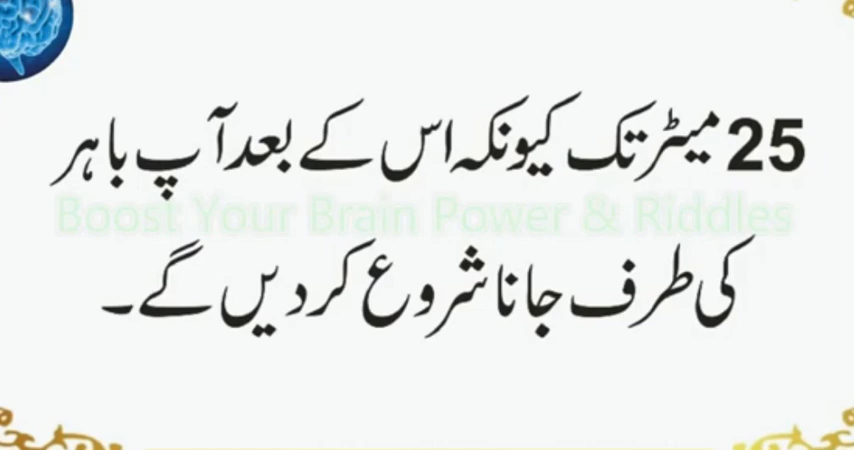 25 میٹر تک کیونکہ اس کے بعد آپ باہر
Boost Your Brain Power & Riddles
کی طرف جانا شروع کر دیں گے۔